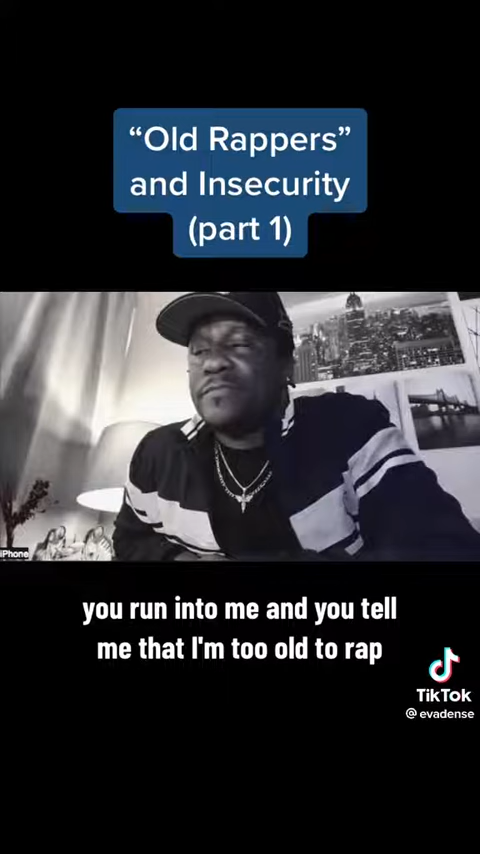 “Old Rappers”
and Insecurity
(part 1)
iPhone
you run into me and you tell
me that I'm too old to rap
TikTok
@ evadense